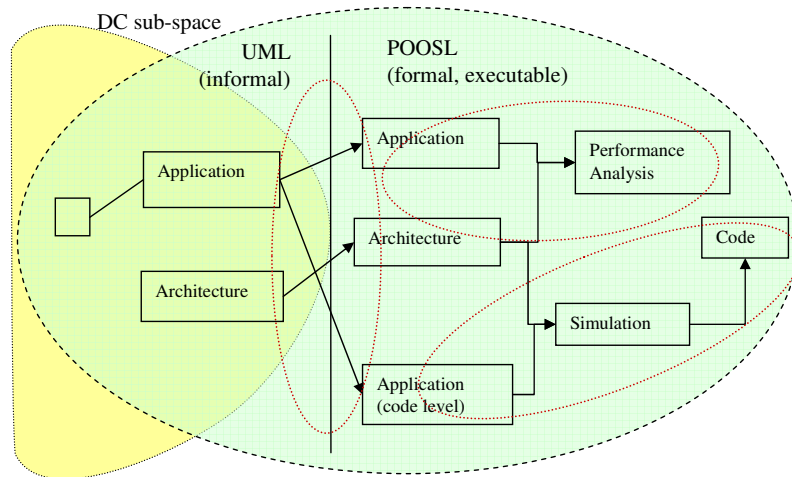 DC sub-space
UML
(informal)
POOSL
(formal, executable)
Application
Architecture
Application
Architecture
Application
(code level)
Performance
Analysis
Simulation
Code